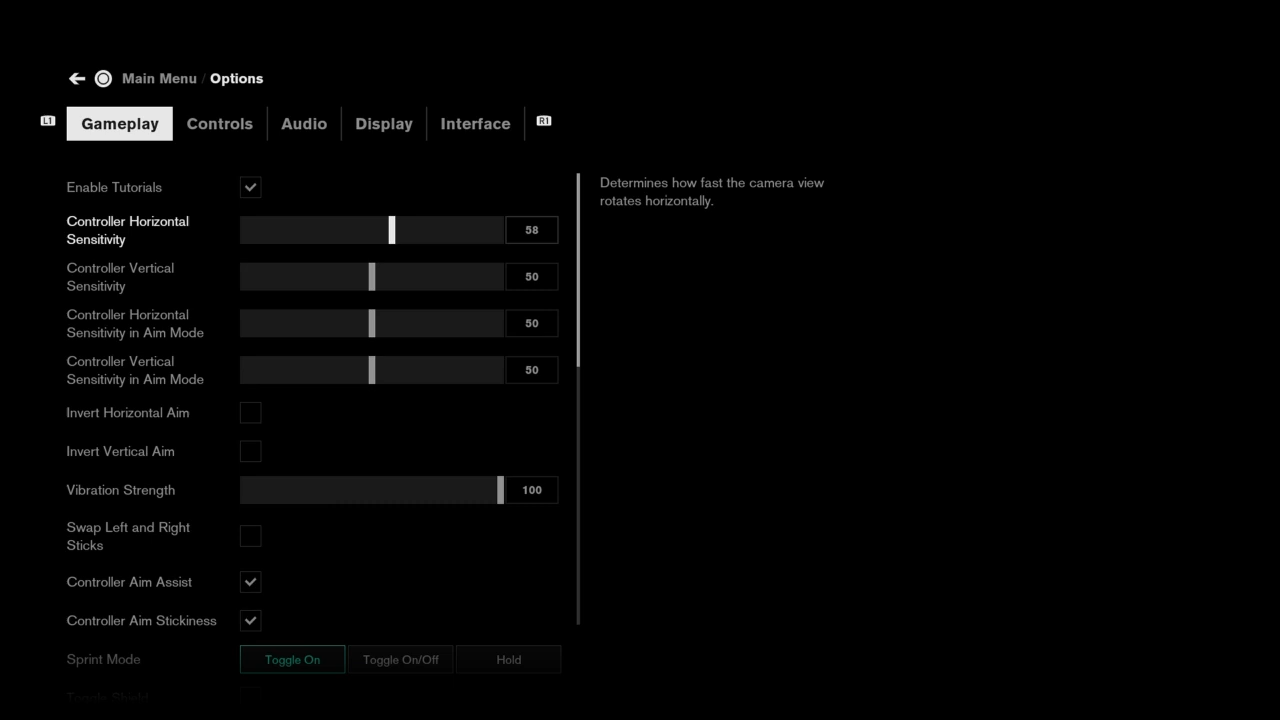 Main Menu / Options
L1 Gameplay Controls Audio Display Interface R1
Enable Tutorials
Determines how fast the camera view
rotates horizontally.
Controller Horizontal
Sensitivity
58
Controller Vertical
Sensitivity
50
Controller Horizontal
Sensitivity in Aim Mode
50
Controller Vertical
Sensitivity in Aim Mode
50
Invert Horizontal Aim
Invert Vertical Aim
Vibration Strength
100
Swap Left and Right
Sticks
Controller Aim Assist
Controller Aim Stickiness
Sprint Mode Toggle On Toggle On/Off Hold
Toggle Shield